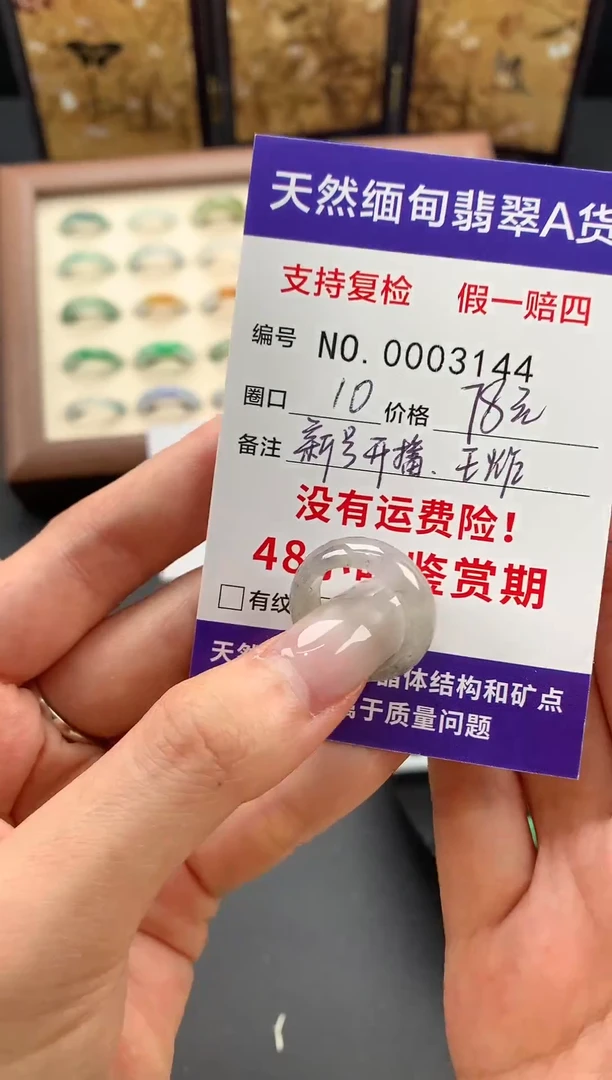 天然缅甸翡翠A货
支持复检 假一赔四
编号 NO.0003144
圈口 10 价格 78元
备注 新号开播.王炸
没有运费险!
48 鉴赏期
有纹
天 晶体结构和矿点
于质量问题